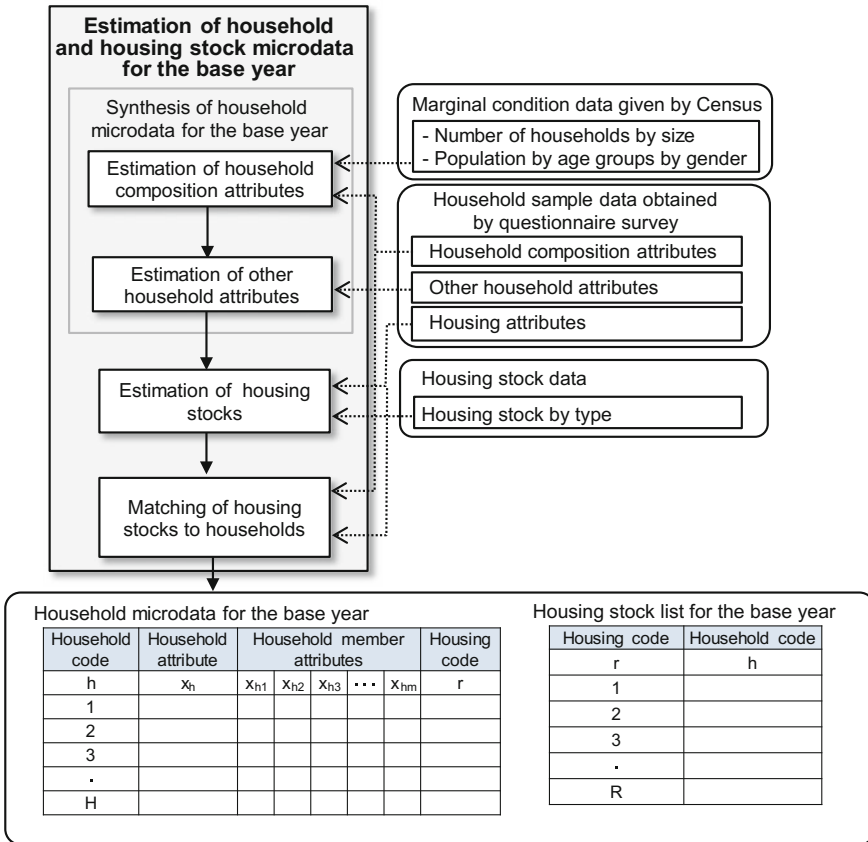 Estimation of household
and housing stock microdata
for the base year
Synthesis of household
microdata for the base year
Estimation of household
composition attributes
Estimation of other
household attributes
Estimation of housing
stocks
Matching of housing
stocks to households
Marginal condition data given by Census
- Number of households by size
- Population by age groups by gender
Household sample data obtained
by questionnaire survey
Household composition attributes
Other household attributes
Housing attributes
Housing stock data
Housing stock by type
Household microdata for the base year
Household code Household attribute Household member attributes Housing code
h x_h x_h1 x_h2 x_h3 ··· x_hm r
1
2
3
·
H
Housing stock list for the base year
Housing code Household code
r h
1
2
3
·
R